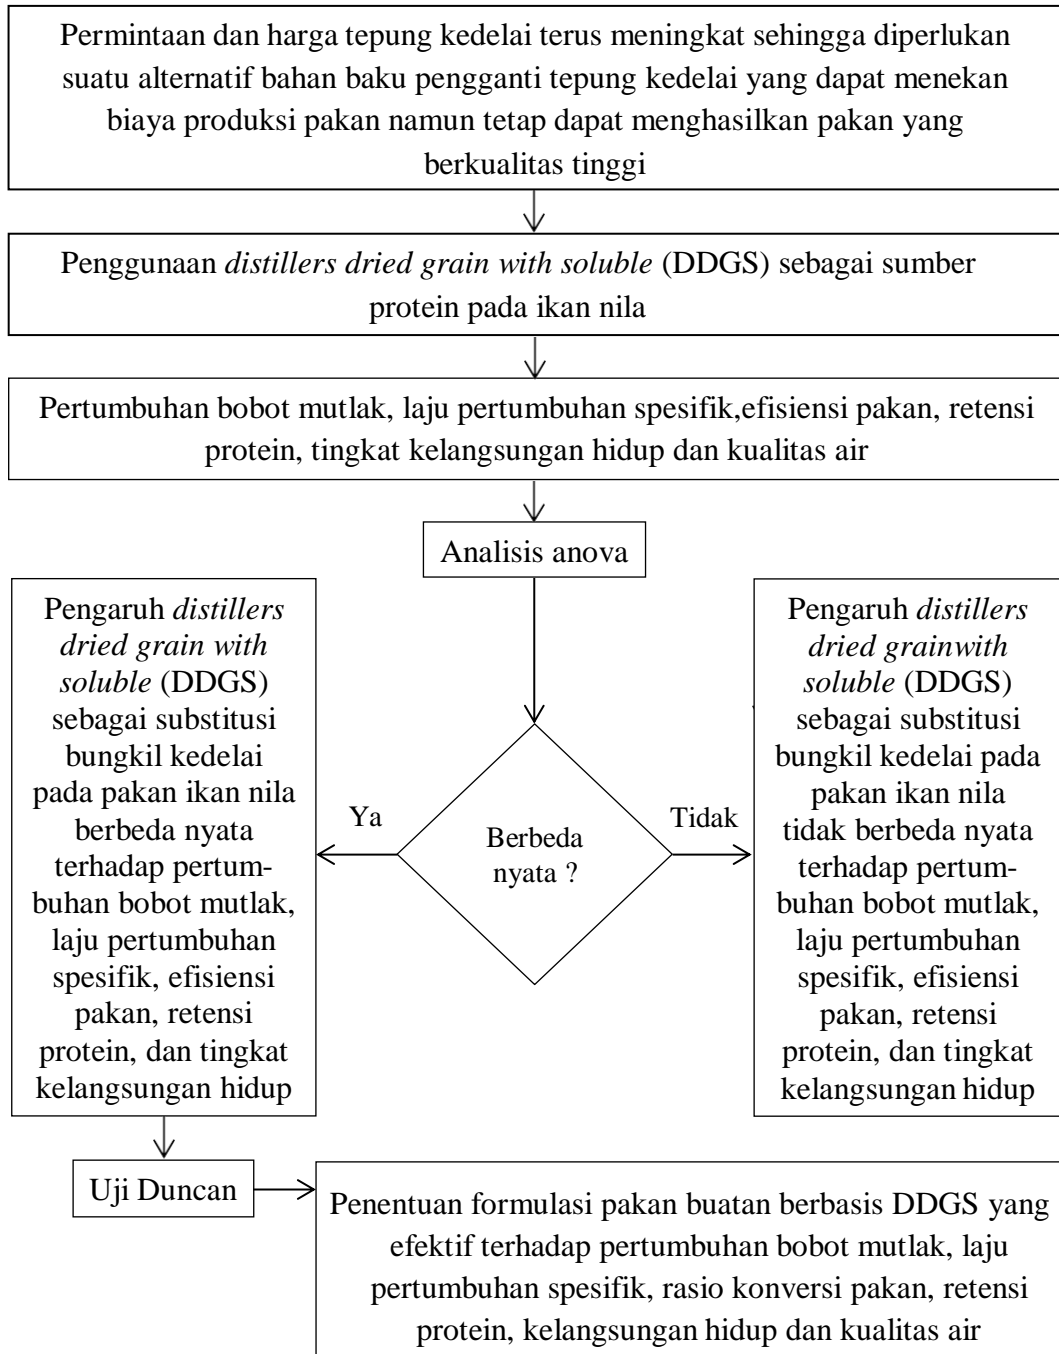 Permintaan dan harga tepung kedelai terus meningkat sehingga diperlukan
suatu alternatif bahan baku pengganti tepung kedelai yang dapat menekan
biaya produksi pakan namun tetap dapat menghasilkan pakan yang
berkualitas tinggi
Penggunaan distillers dried grain with soluble (DDGS) sebagai sumber
protein pada ikan nila
Pertumbuhan bobot mutlak, laju pertumbuhan spesifik,efisiensi pakan, retensi
protein, tingkat kelangsungan hidup dan kualitas air
Analisis anova
Pengaruh distillers
dried grain with
soluble (DDGS)
sebagai substitusi
bungkil kedelai
pada pakan ikan nila
berbeda nyata
terhadap pertum-
buhan bobot mutlak,
laju pertumbuhan
spesifik, efisiensi
pakan, retensi
protein, dan tingkat
kelangsungan hidup
Ya
Berbeda
nyata ?
Tidak
Pengaruh distillers
dried grainwith
soluble (DDGS)
sebagai substitusi
bungkil kedelai pada
pakan ikan nila
tidak berbeda nyata
terhadap pertum-
buhan bobot mutlak,
laju pertumbuhan
spesifik, efisiensi
pakan, retensi
protein, dan tingkat
kelangsungan hidup
Uji Duncan
Penentuan formulasi pakan buatan berbasis DDGS yang
efektif terhadap pertumbuhan bobot mutlak, laju
pertumbuhan spesifik, rasio konversi pakan, retensi
protein, kelangsungan hidup dan kualitas air